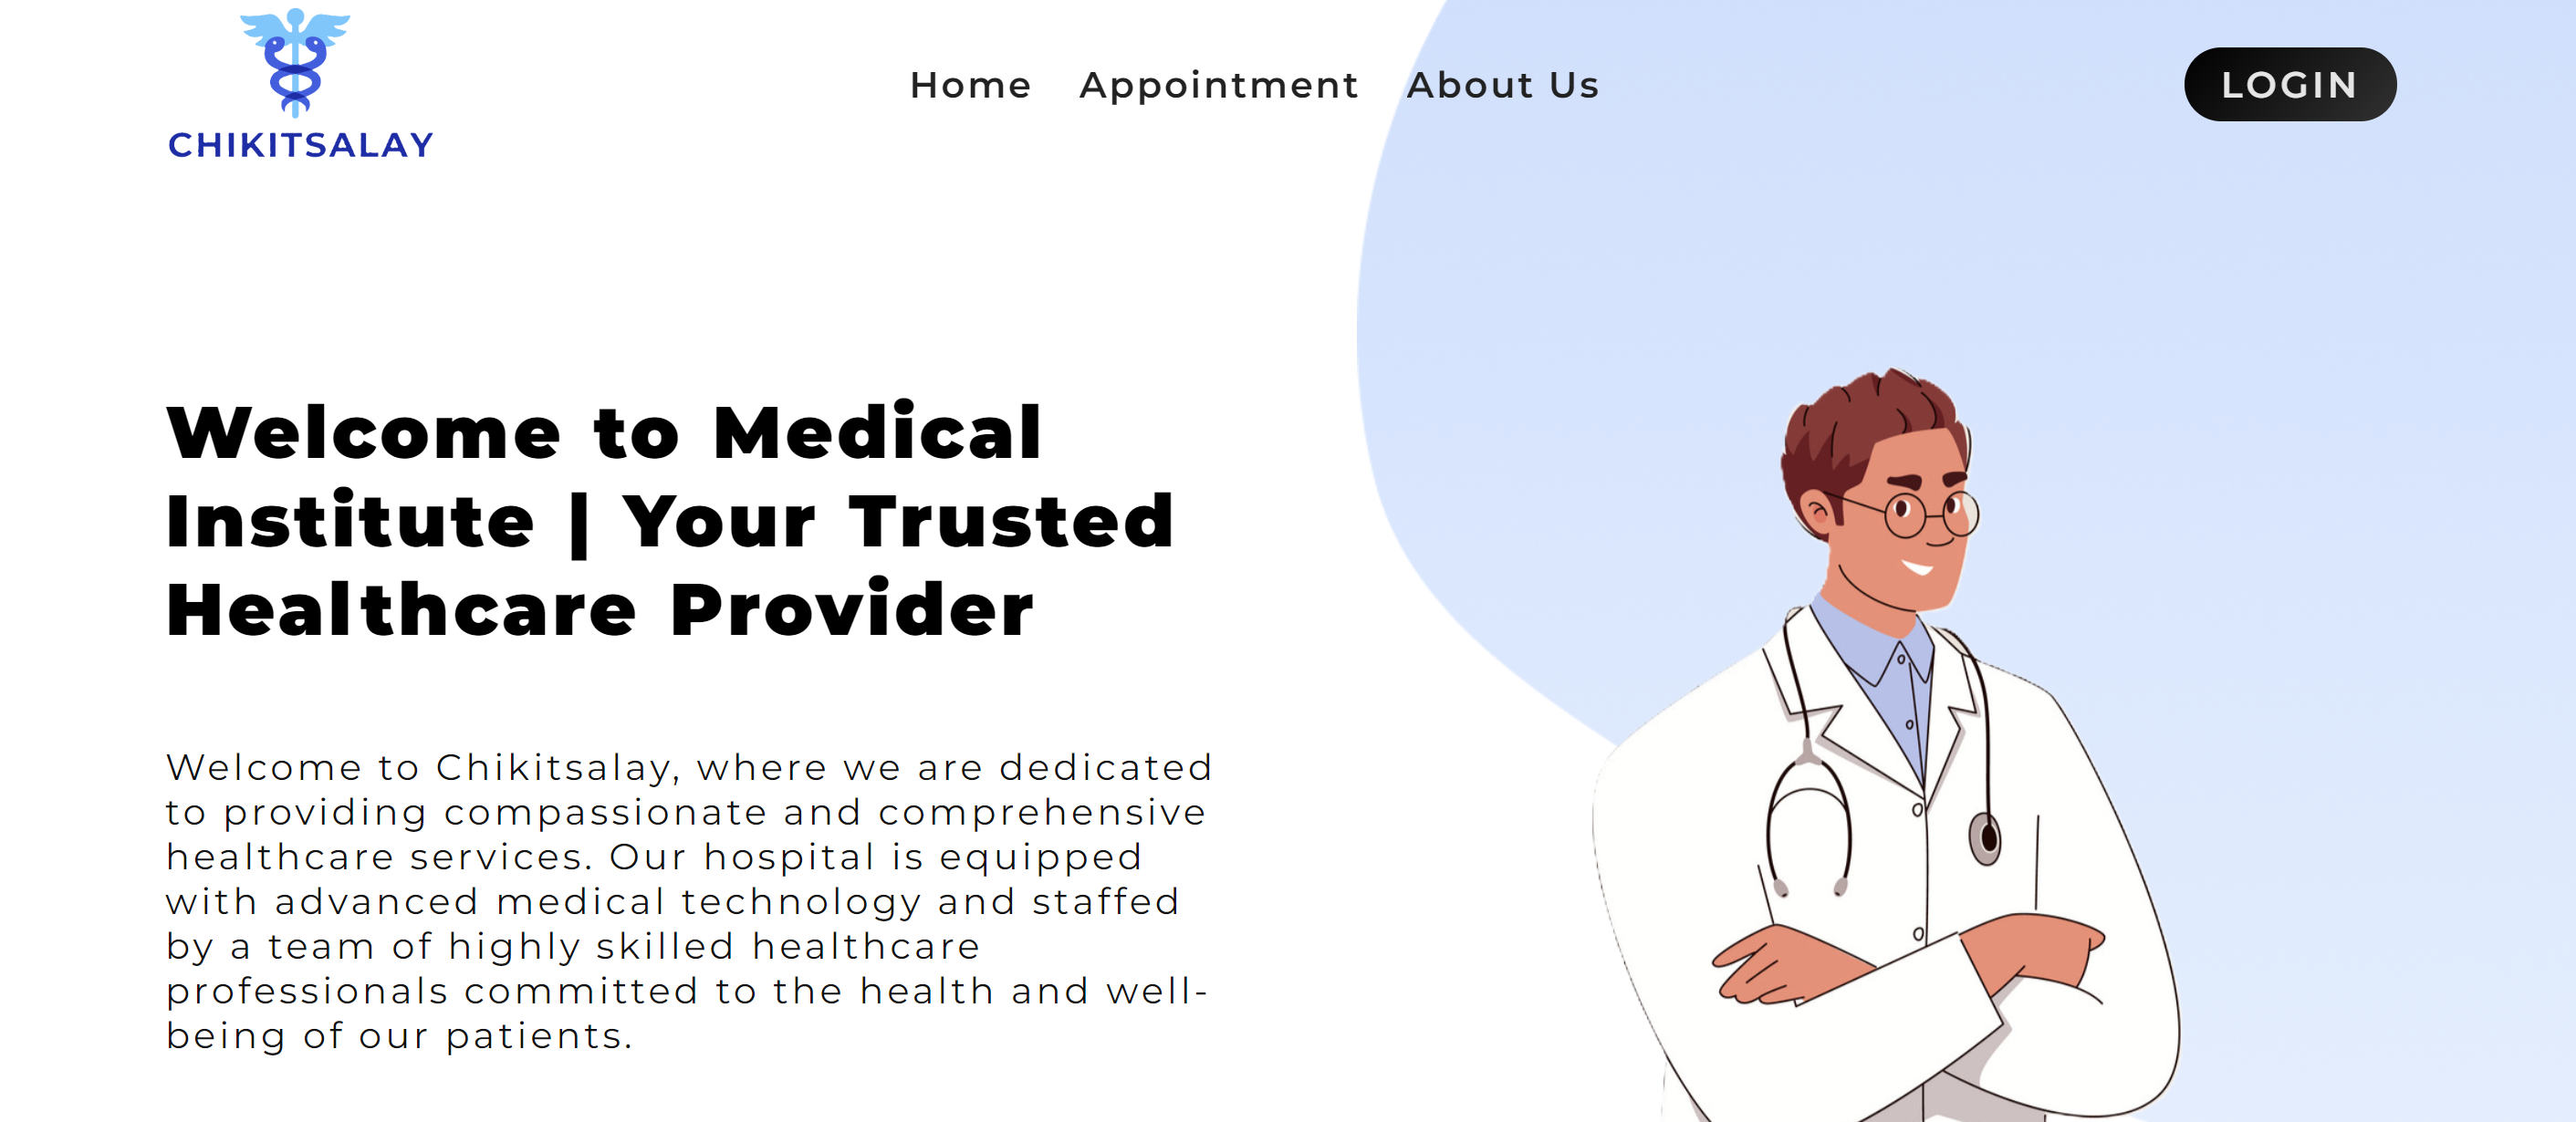 CHIKITSALAY
Home Appointment About Us LOGIN
Welcome to Medical
Institute | Your Trusted
Healthcare Provider
Welcome to Chikitsalay, where we are dedicated
to providing compassionate and comprehensive
healthcare services. Our hospital is equipped
with advanced medical technology and staffed
by a team of highly skilled healthcare
professionals committed to the health and well-
being of our patients.